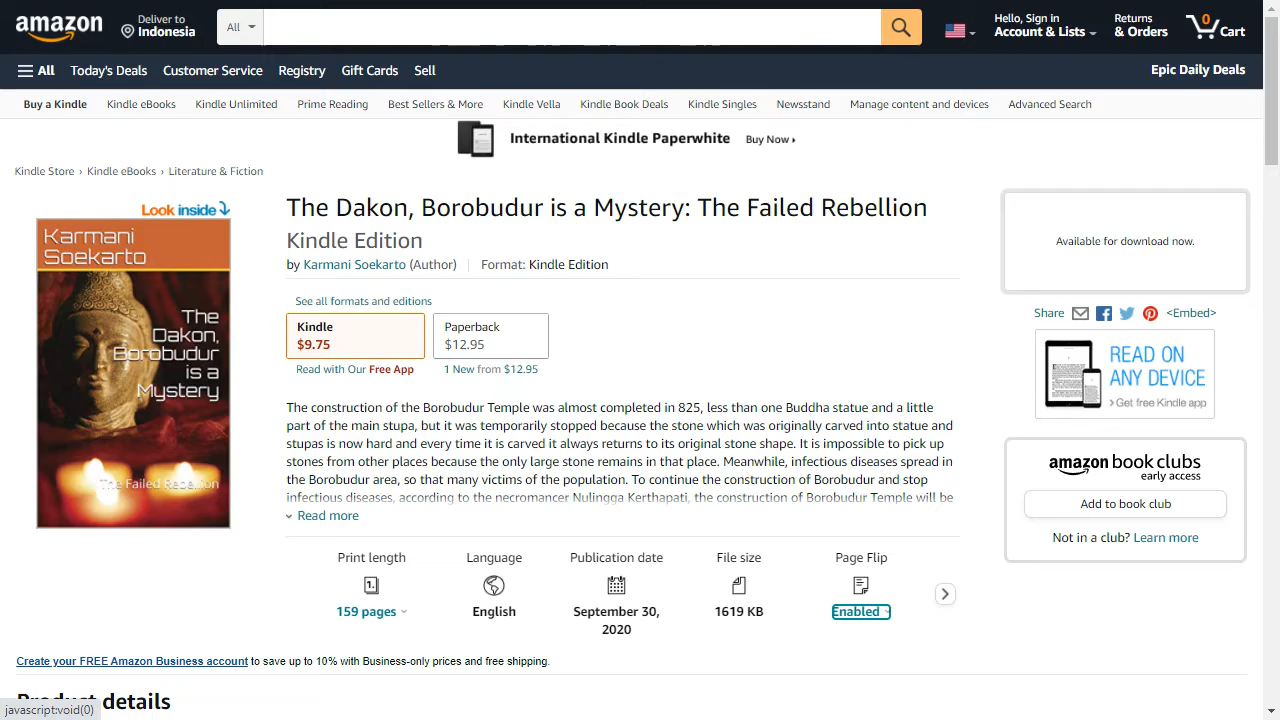 amazon
Deliver to
Indonesia
All
Hello, Sign in
Account & Lists
Returns
& Orders
0
Cart
All
Today's Deals
Customer Service
Registry
Gift Cards
Sell
Epic Daily Deals
Buy a Kindle
Kindle eBooks
Kindle Unlimited
Prime Reading
Best Sellers & More
Kindle Vella
Kindle Book Deals
Kindle Singles
Newsstand
Manage content and devices
Advanced Search
International Kindle Paperwhite
Buy Now
Kindle Store › Kindle eBooks › Literature & Fiction
Look inside
Karmani
Soekarto
The
Dakon,
Borobudur
is a
Mystery
The Failed Rebellion
The Dakon, Borobudur is a Mystery: The Failed Rebellion
Kindle Edition
by Karmani Soekarto (Author)
Format: Kindle Edition
See all formats and editions
Kindle
$9.75
Paperback
$12.95
Read with Our Free App
1 New from $12.95
The construction of the Borobudur Temple was almost completed in 825, less than one Buddha statue and a little
part of the main stupa, but it was temporarily stopped because the stone which was originally carved into statue and
stupas is now hard and every time it is carved it always returns to its original stone shape. It is impossible to pick up
stones from other places because the only large stone remains in that place. Meanwhile, infectious diseases spread in
the Borobudur area, so that many victims of the population. To continue the construction of Borobudur and stop
infectious diseases, according to the necromancer Nulingga Kerthapati, the construction of Borobudur Temple will be
Read more
Print length
159 pages
Language
English
Publication date
September 30,
2020
File size
1619 KB
Page Flip
Enabled
Available for download now.
Share
<Embed>
READ ON
ANY DEVICE
› Get free Kindle app
amazon book clubs
early access
Add to book club
Not in a club? Learn more
Create your FREE Amazon Business account to save up to 10% with Business-only prices and free shipping.
Product details
javascript:void(0)